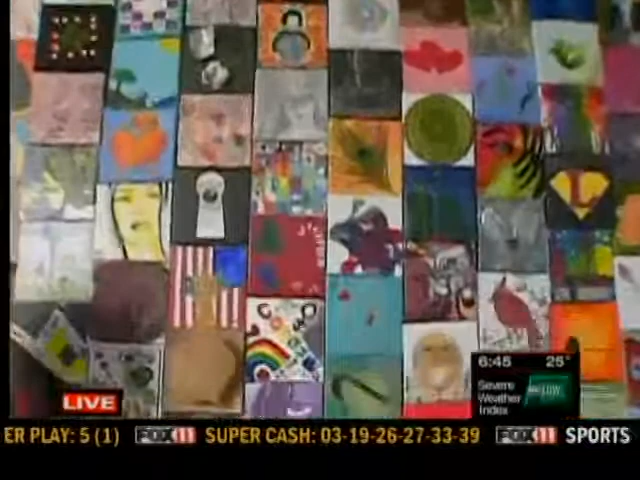 L
LIVE
6:45 25°
Severe
Weather
Index
LOW
ER PLAY: 5 (1) FOX 11 SUPER CASH: 03-19-26-27-33-39 FOX 11 SPORTS